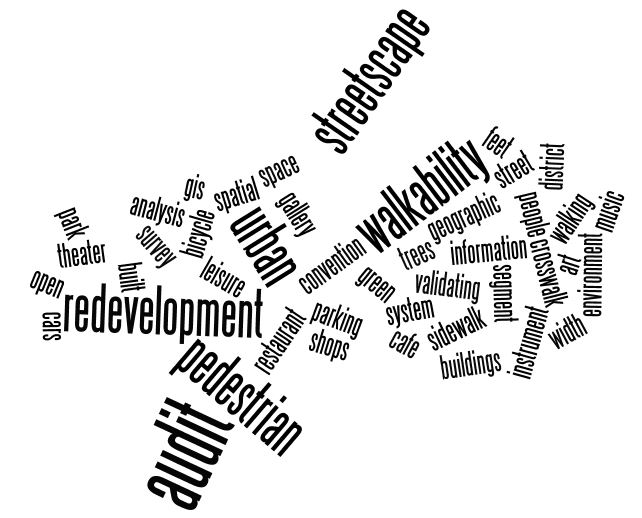 streetscape
walkability
feet
street
district
gis
spatial
space
analysis
bicycle
gallery
geographic
people
walking
music
park
theater
survey
urban
leisure
convention
trees
information
crosswalk
art
environment
open
built
green
validating
segment
cars
redevelopment
restaurant
parking
shops
system
cafe
sidewalk
buildings
instrument
width
pedestrian
audit